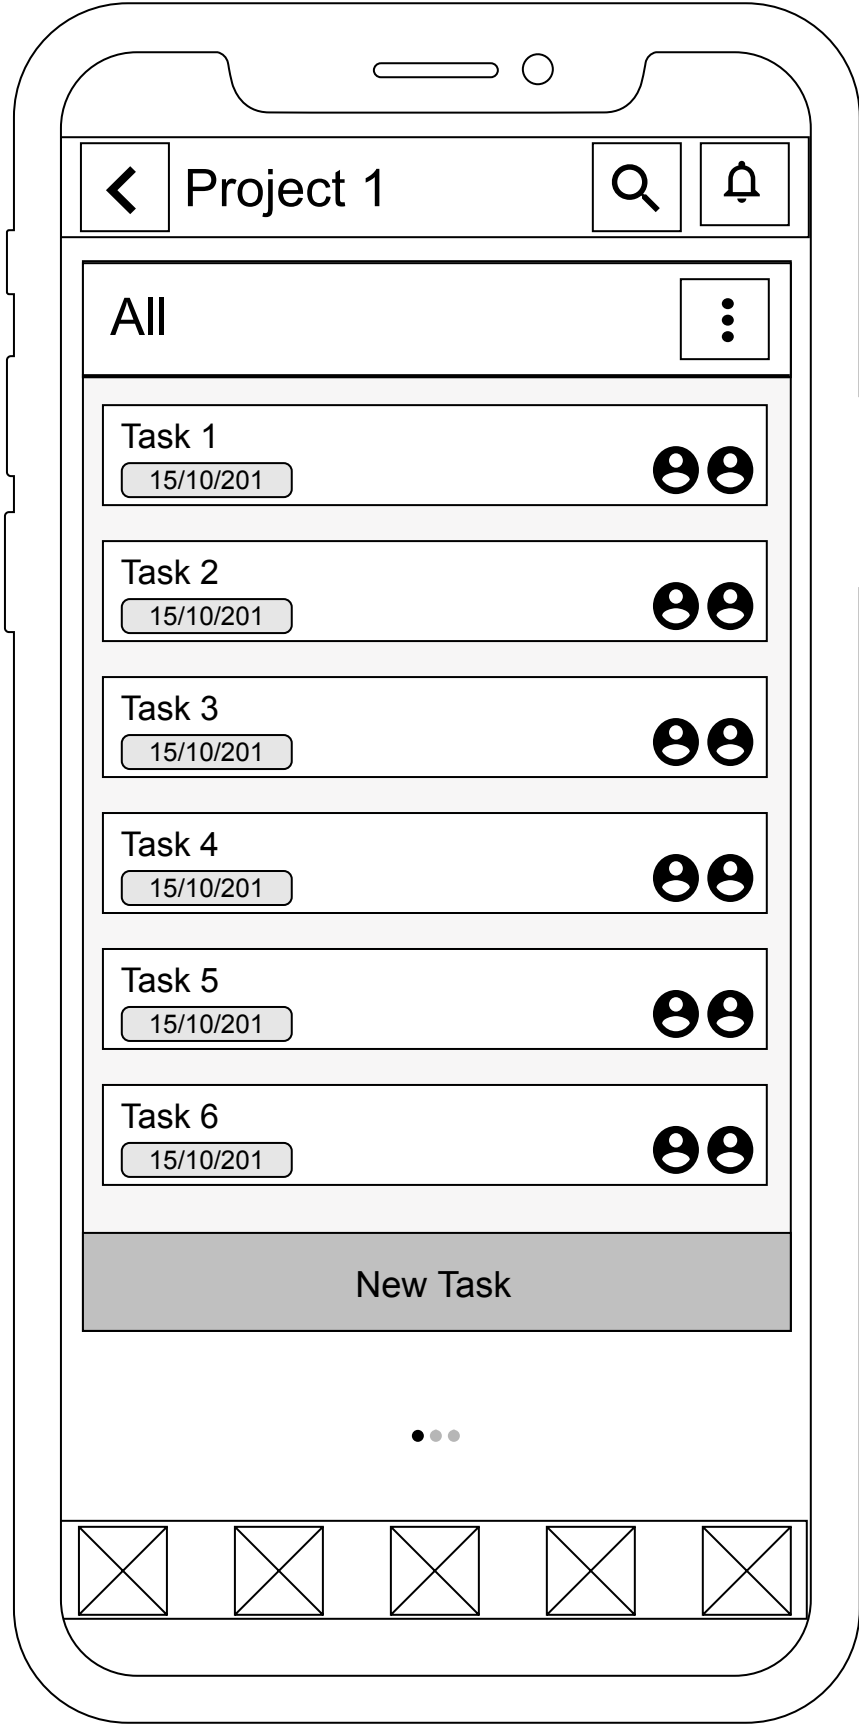 Project 1
All
Task 1
15/10/201
Task 2
15/10/201
Task 3
15/10/201
Task 4
15/10/201
Task 5
15/10/201
Task 6
15/10/201
New Task